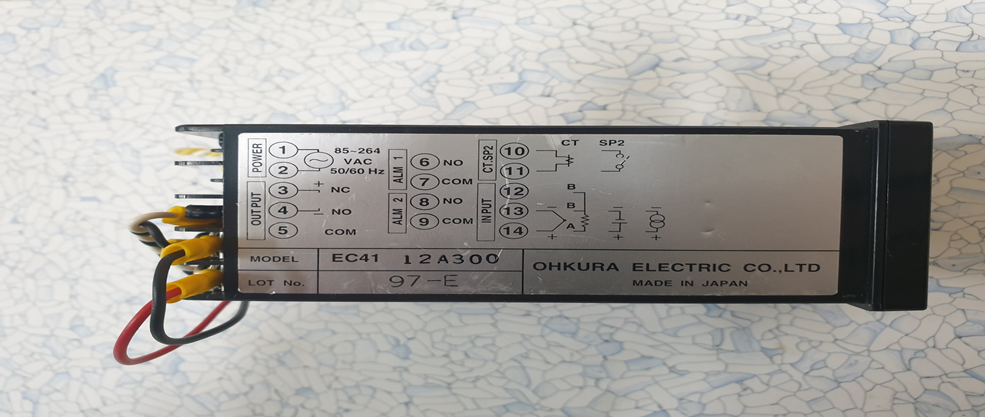 POWER
OUTPUT
1
2
3
4
5
85~264
VAC
50/60 Hz
+
NC
-
NO
COM
ALM 1
ALM 2
6 NO
7 COM
8 NO
9 COM
CT.SP2
INPUT
10
11
12
13
14
CT
SP2
B
B
A
-
+
-
+
-
+
MODEL EC41 12A300
LOT No. 97-E
OHKURA ELECTRIC CO.,LTD
MADE IN JAPAN